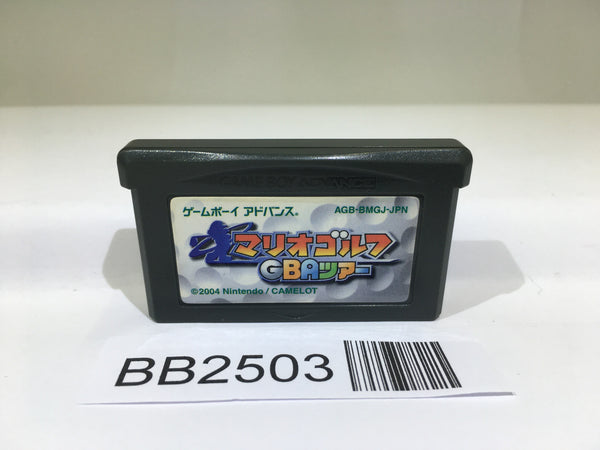 GAME BOY ADVANCE
ゲームボーイ アドバンス® AGB-BMGJ-JPN
マリオゴルフ
GBAツアー
©2004 Nintendo / CAMELOT
BB2503